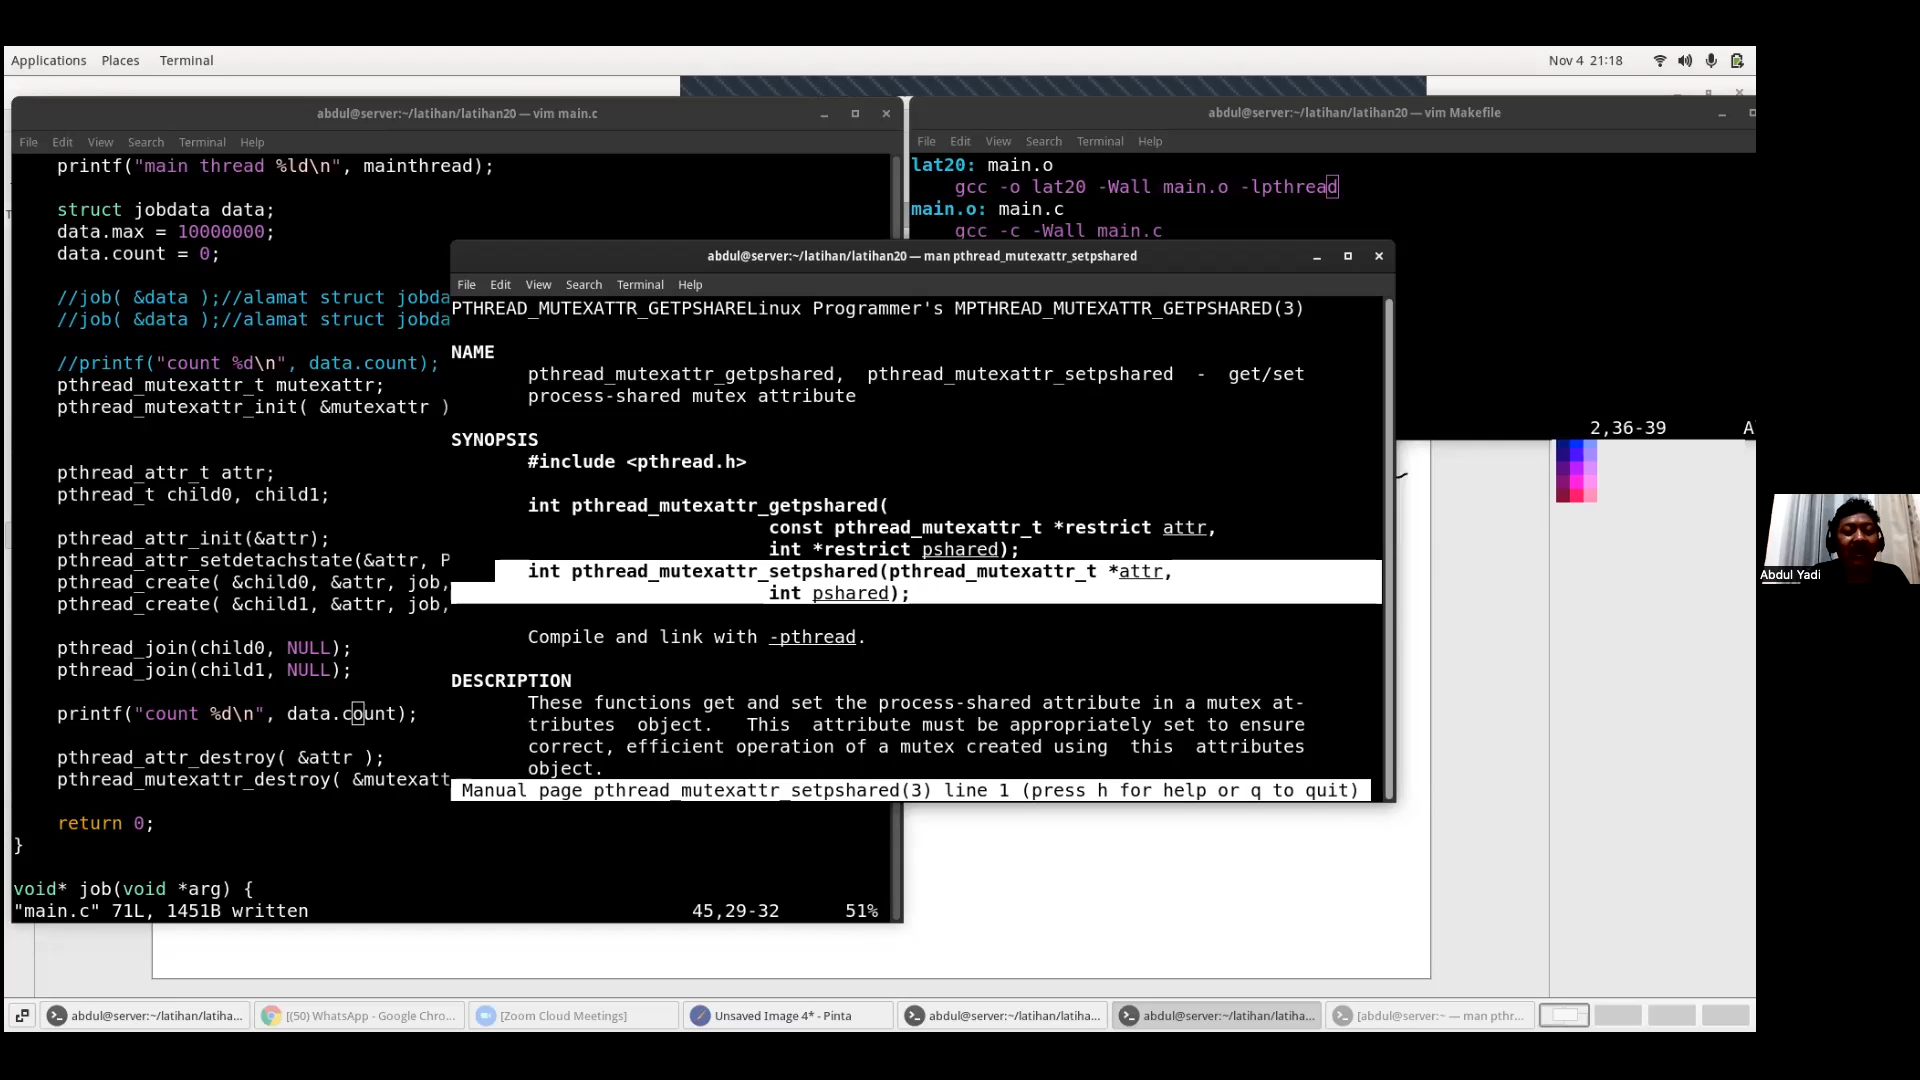 Applications Places Terminal
Nov 4 21:18
abdul@server:~/latihan/latihan20 — vim main.c
File Edit View Search Terminal Help
printf("main thread %ld\n", mainthread);
struct jobdata data;
data.max = 10000000;
data.count = 0;
//job( &data );//alamat struct jobda
//job( &data );//alamat struct jobda
//printf("count %d\n", data.count);
pthread_mutexattr_t mutexattr;
pthread_mutexattr_init( &mutexattr )
pthread_attr_t attr;
pthread_t child0, child1;
pthread_attr_init(&attr);
pthread_attr_setdetachstate(&attr, P
pthread_create( &child0, &attr, job,
pthread_create( &child1, &attr, job,
pthread_join(child0, NULL);
pthread_join(child1, NULL);
printf("count %d\n", data.count);
pthread_attr_destroy( &attr );
pthread_mutexattr_destroy( &mutexatt
return 0;
}
void* job(void *arg) {
"main.c" 71L, 1451B written 45,29-32 51%
abdul@server:~/latihan/latihan20 — vim Makefile
File Edit View Search Terminal Help
lat20: main.o
gcc -o lat20 -Wall main.o -lpthread
main.o: main.c
gcc -c -Wall main.c
2,36-39 A
abdul@server:~/latihan/latihan20 — man pthread_mutexattr_setpshared
File Edit View Search Terminal Help
PTHREAD_MUTEXATTR_GETPSHARELinux Programmer's MPTHREAD_MUTEXATTR_GETPSHARED(3)
NAME
pthread_mutexattr_getpshared, pthread_mutexattr_setpshared - get/set
process-shared mutex attribute
SYNOPSIS
#include <pthread.h>
int pthread_mutexattr_getpshared(
const pthread_mutexattr_t *restrict attr,
int *restrict pshared);
int pthread_mutexattr_setpshared(pthread_mutexattr_t *attr,
int pshared);
Compile and link with -pthread.
DESCRIPTION
These functions get and set the process-shared attribute in a mutex at-
tributes object. This attribute must be appropriately set to ensure
correct, efficient operation of a mutex created using this attributes
object.
Manual page pthread_mutexattr_setpshared(3) line 1 (press h for help or q to quit)
Abdul Yadi
abdul@server:~/latihan/latiha... [(50) WhatsApp - Google Chro... [Zoom Cloud Meetings] Unsaved Image 4* - Pinta abdul@server:~/latihan/latiha... abdul@server:~/latihan/latiha... [abdul@server:~ — man pthr...